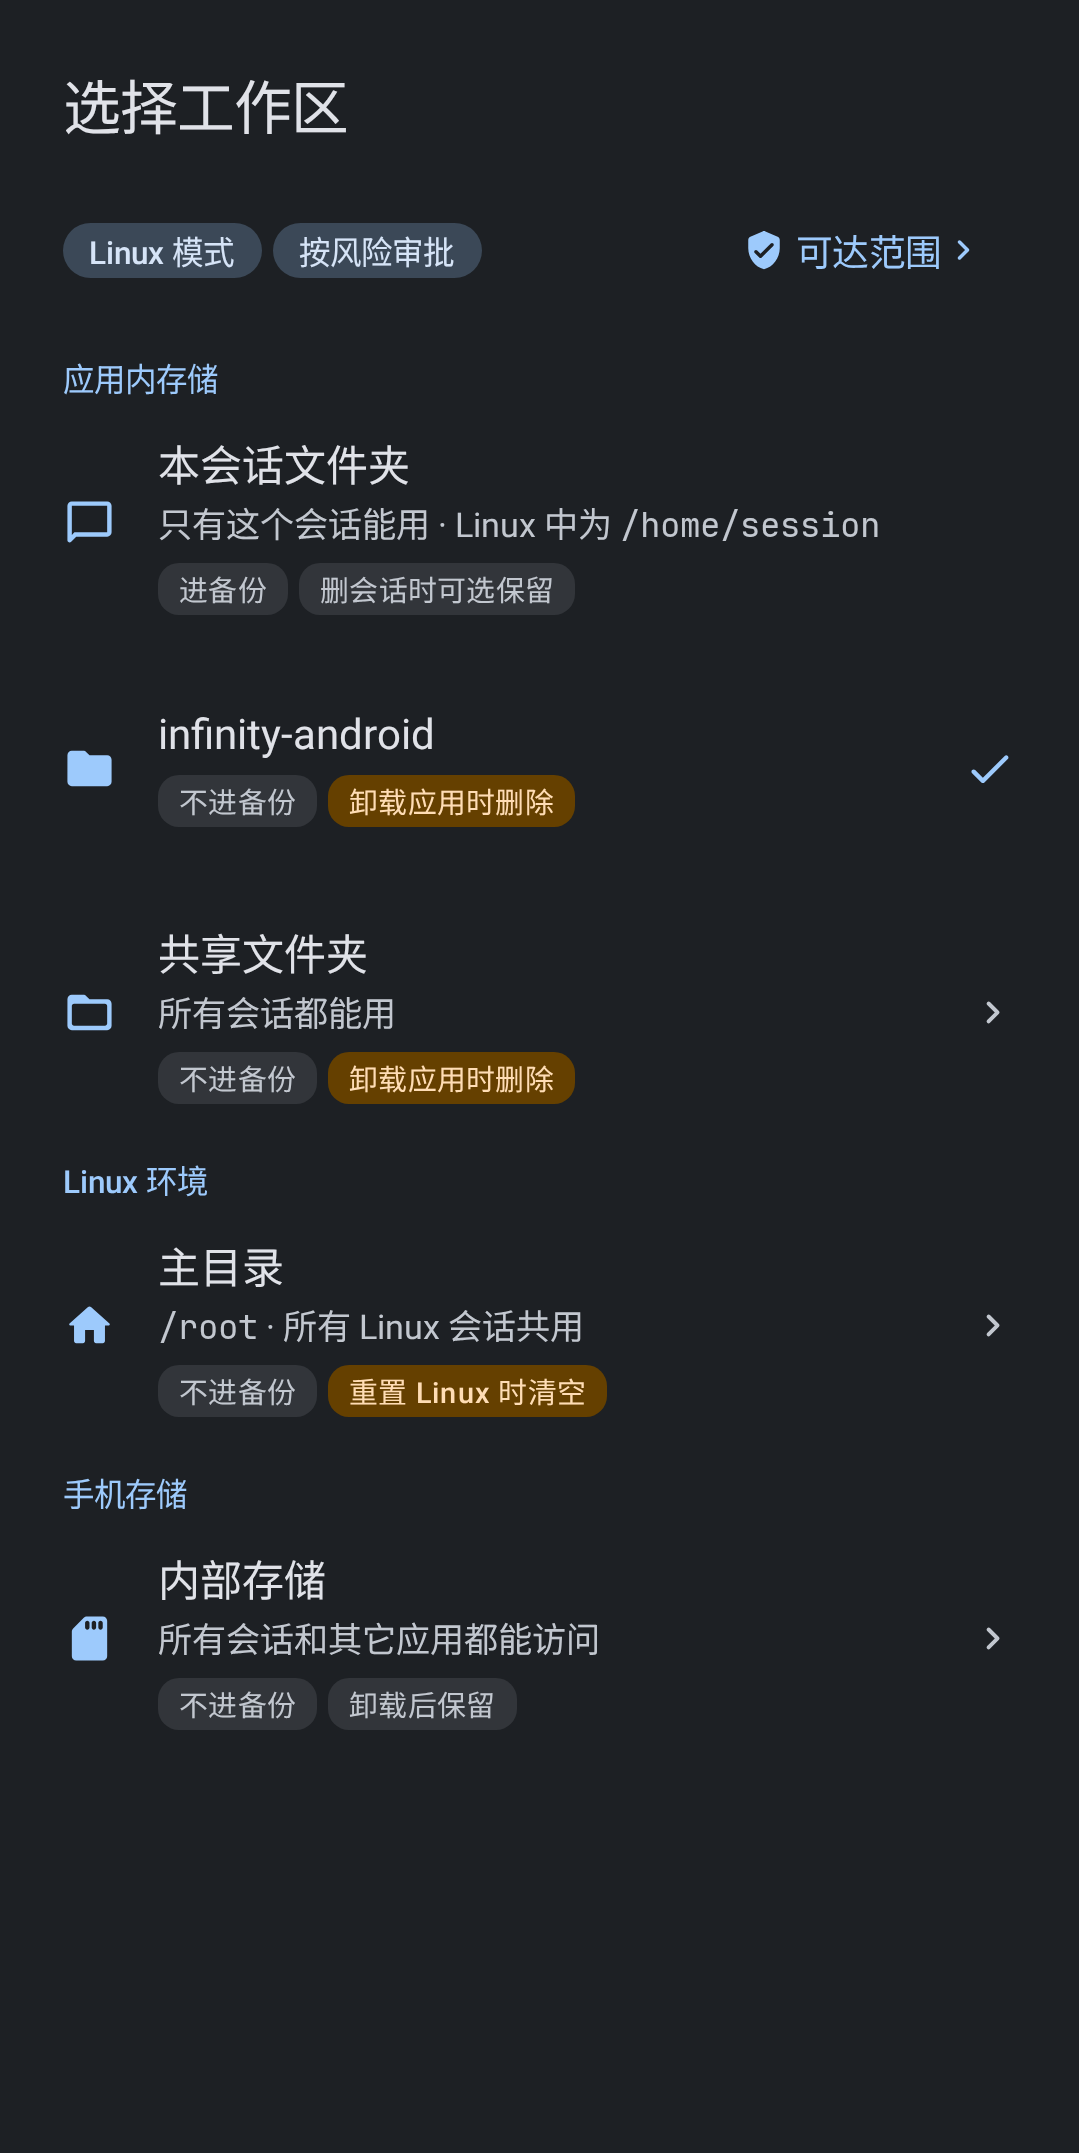 选择工作区
Linux 模式
按风险审批
可达范围
应用内存储
本会话文件夹
只有这个会话能用 · Linux 中为 /home/session
进备份
删会话时可选保留
infinity-android
不进备份
卸载应用时删除
共享文件夹
所有会话都能用
不进备份
卸载应用时删除
Linux 环境
主目录
/root · 所有 Linux 会话共用
不进备份
重置 Linux 时清空
手机存储
内部存储
所有会话和其它应用都能访问
不进备份
卸载后保留